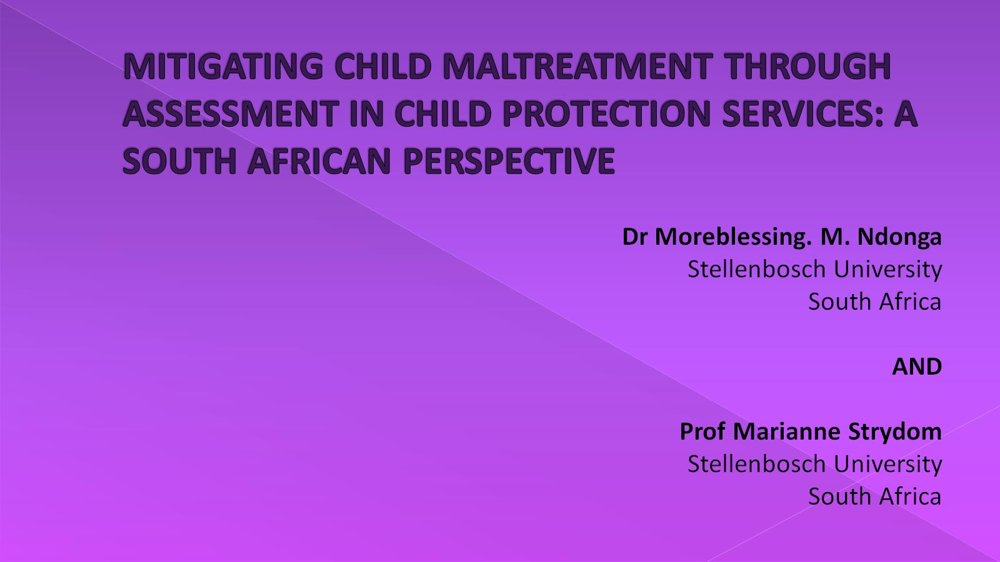 MITIGATING CHILD MALTREATMENT THROUGH
ASSESSMENT IN CHILD PROTECTION SERVICES: A
SOUTH AFRICAN PERSPECTIVE
Dr Moreblessing. M. Ndonga
Stellenbosch University
South Africa
AND
Prof Marianne Strydom
Stellenbosch University
South Africa